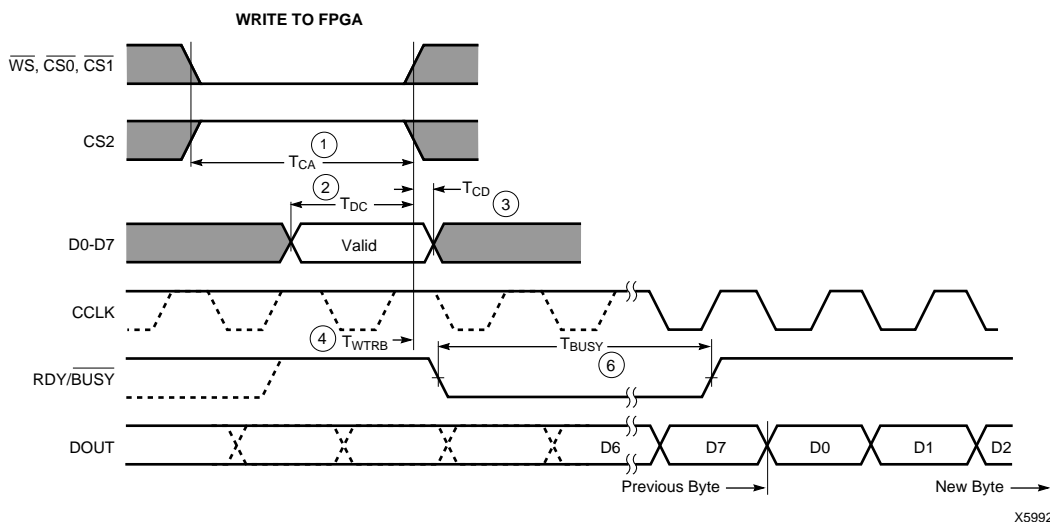 WRITE TO FPGA
WS, CS0, CS1
CS2
1
TCA
2
TDC
TCD
3
D0-D7
Valid
CCLK
4
TWTRB
TBUSY
6
RDY/BUSY
DOUT
D6
D7
D0
D1
D2
Previous Byte
New Byte
X5992